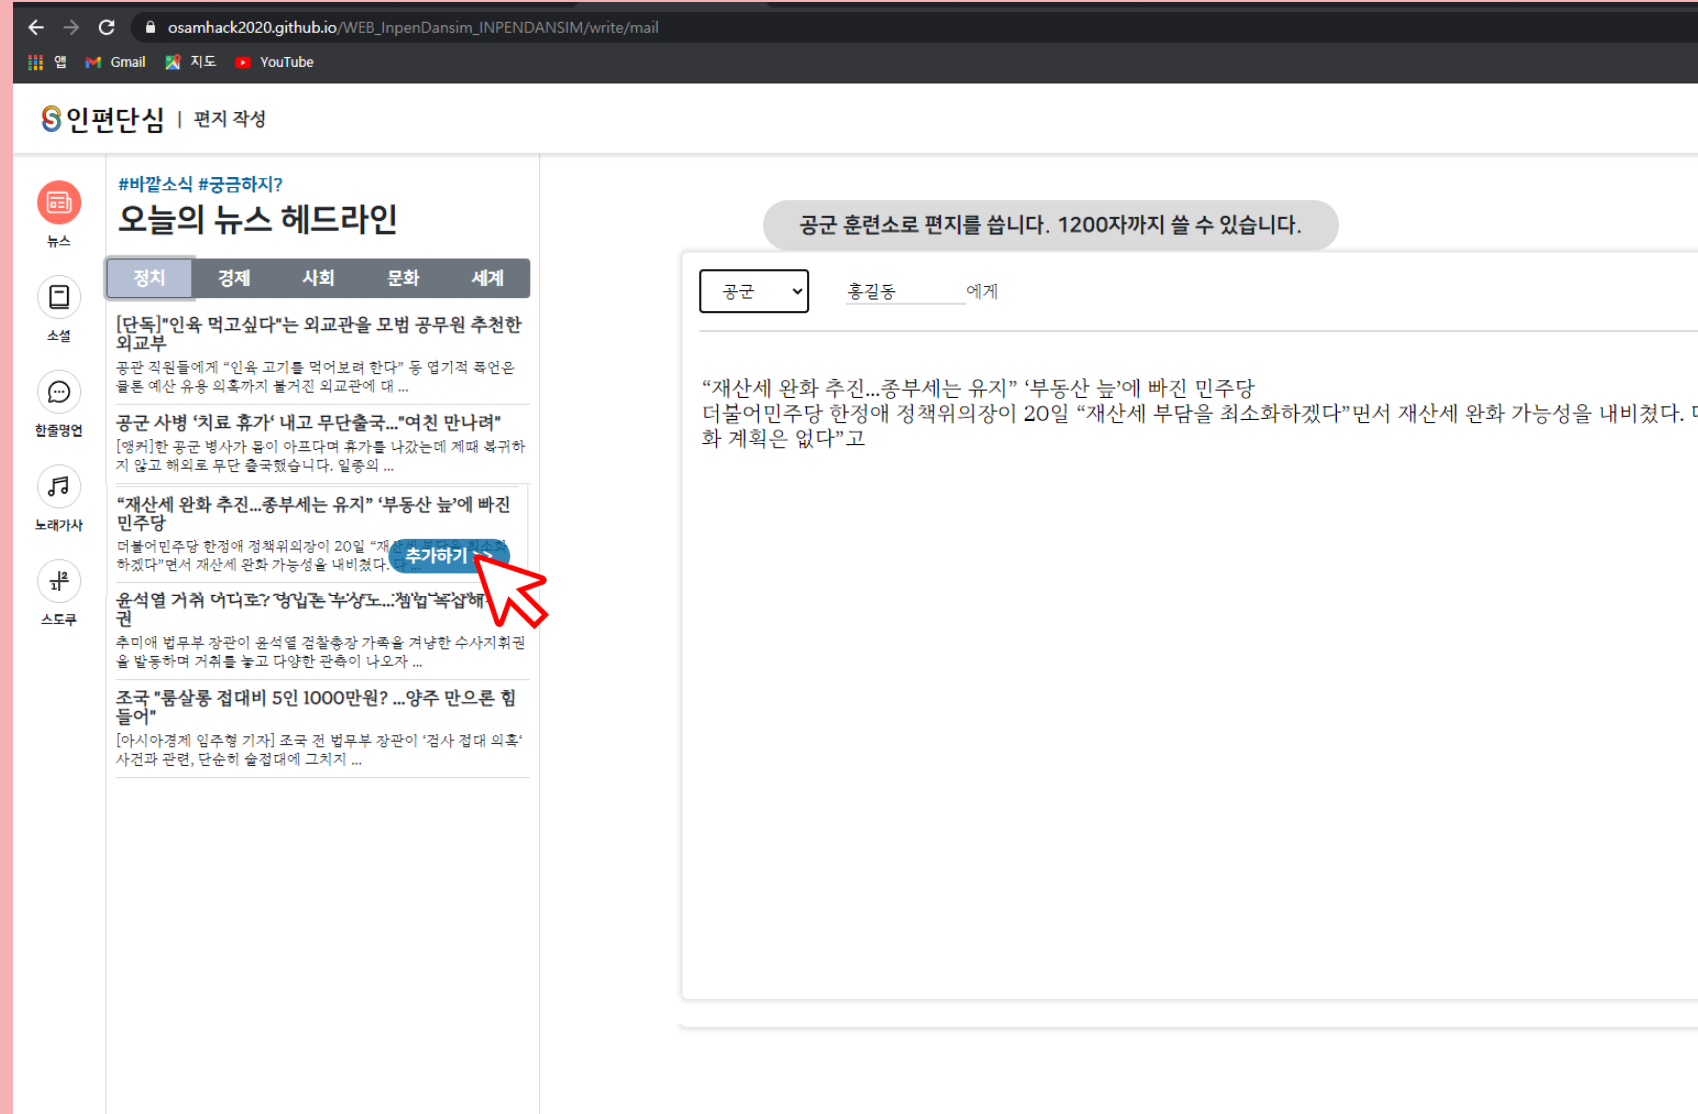 osamhack2020.github.io/WEB_InpenDansim_INPENDANSIM/write/mail
앱 Gmail 지도 YouTube
인편단심 | 편지 작성
뉴스
소설
한줄명언
노래가사
스도쿠
#바깥소식 #궁금하지?
오늘의 뉴스 헤드라인
정치 경제 사회 문화 세계
[단독]"인육 먹고싶다"는 외교관을 모범 공무원 추천한
외교부
공관 직원들에게 “인육 고기를 먹어보려 한다” 등 엽기적 폭언은
물론 예산 유용 의혹까지 불거진 외교관에 대 ...
공군 사병 ‘치료 휴가‘ 내고 무단출국..."여친 만나려"
[앵커]한 공군 병사가 몸이 아프다며 휴가를 나갔는데 제때 복귀하
지 않고 해외로 무단 출국했습니다. 일종의 ...
“재산세 완화 추진...종부세는 유지” ‘부동산 늪’에 빠진
민주당
더불어민주당 한정애 정책위의장이 20일 “재산세 부담을 최소화
하겠다”면서 재산세 완화 가능성을 내비쳤다. 다 ...
추가하기 >>
윤석열 거취 어디로?
권
추미애 법무부 장관이 윤석열 검찰총장 가족을 겨냥한 수사지휘권
을 발동하며 거취를 놓고 다양한 관측이 나오자 ...
조국 "룸살롱 접대비 5인 1000만원? ...양주 만으론 힘
들어"
[아시아경제 임주형 기자] 조국 전 법무부 장관이 ‘검사 접대 의혹‘
사건과 관련, 단순히 술접대에 그치지 ...
공군 훈련소로 편지를 씁니다. 1200자까지 쓸 수 있습니다.
공군 홍길동 에게
“재산세 완화 추진...종부세는 유지” ‘부동산 늪’에 빠진 민주당
더불어민주당 한정애 정책위의장이 20일 “재산세 부담을 최소화하겠다”면서 재산세 완화 가능성을 내비쳤다.
화 계획은 없다”고